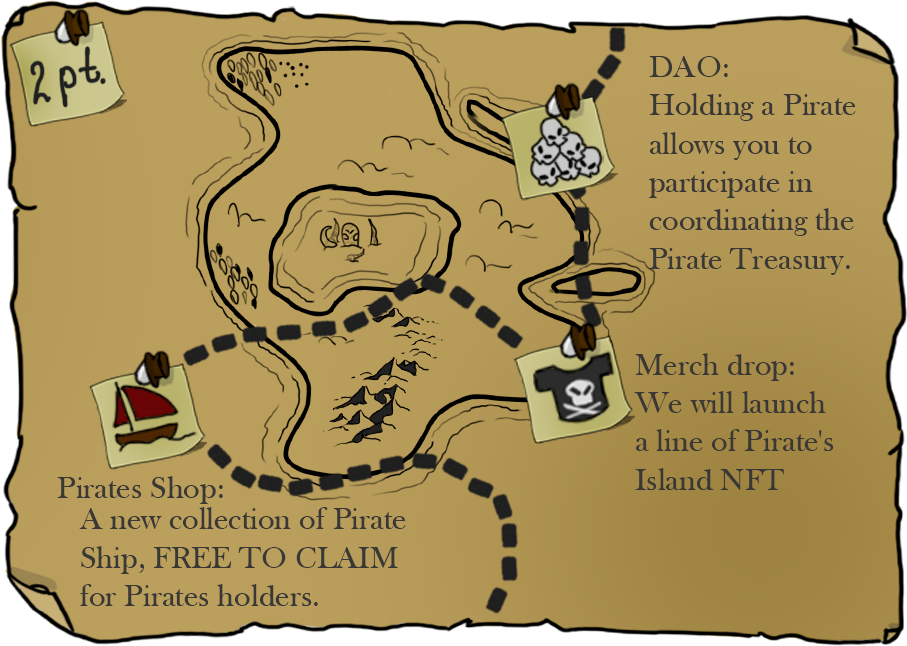 2 pt.
DAO:
Holding a Pirate
allows you to
participate in
coordinating the
Pirate Treasury.
Merch drop:
We will launch
a line of Pirate's
Island NFT
Pirates Shop:
A new collection of Pirate
Ship, FREE TO CLAIM
for Pirates holders.